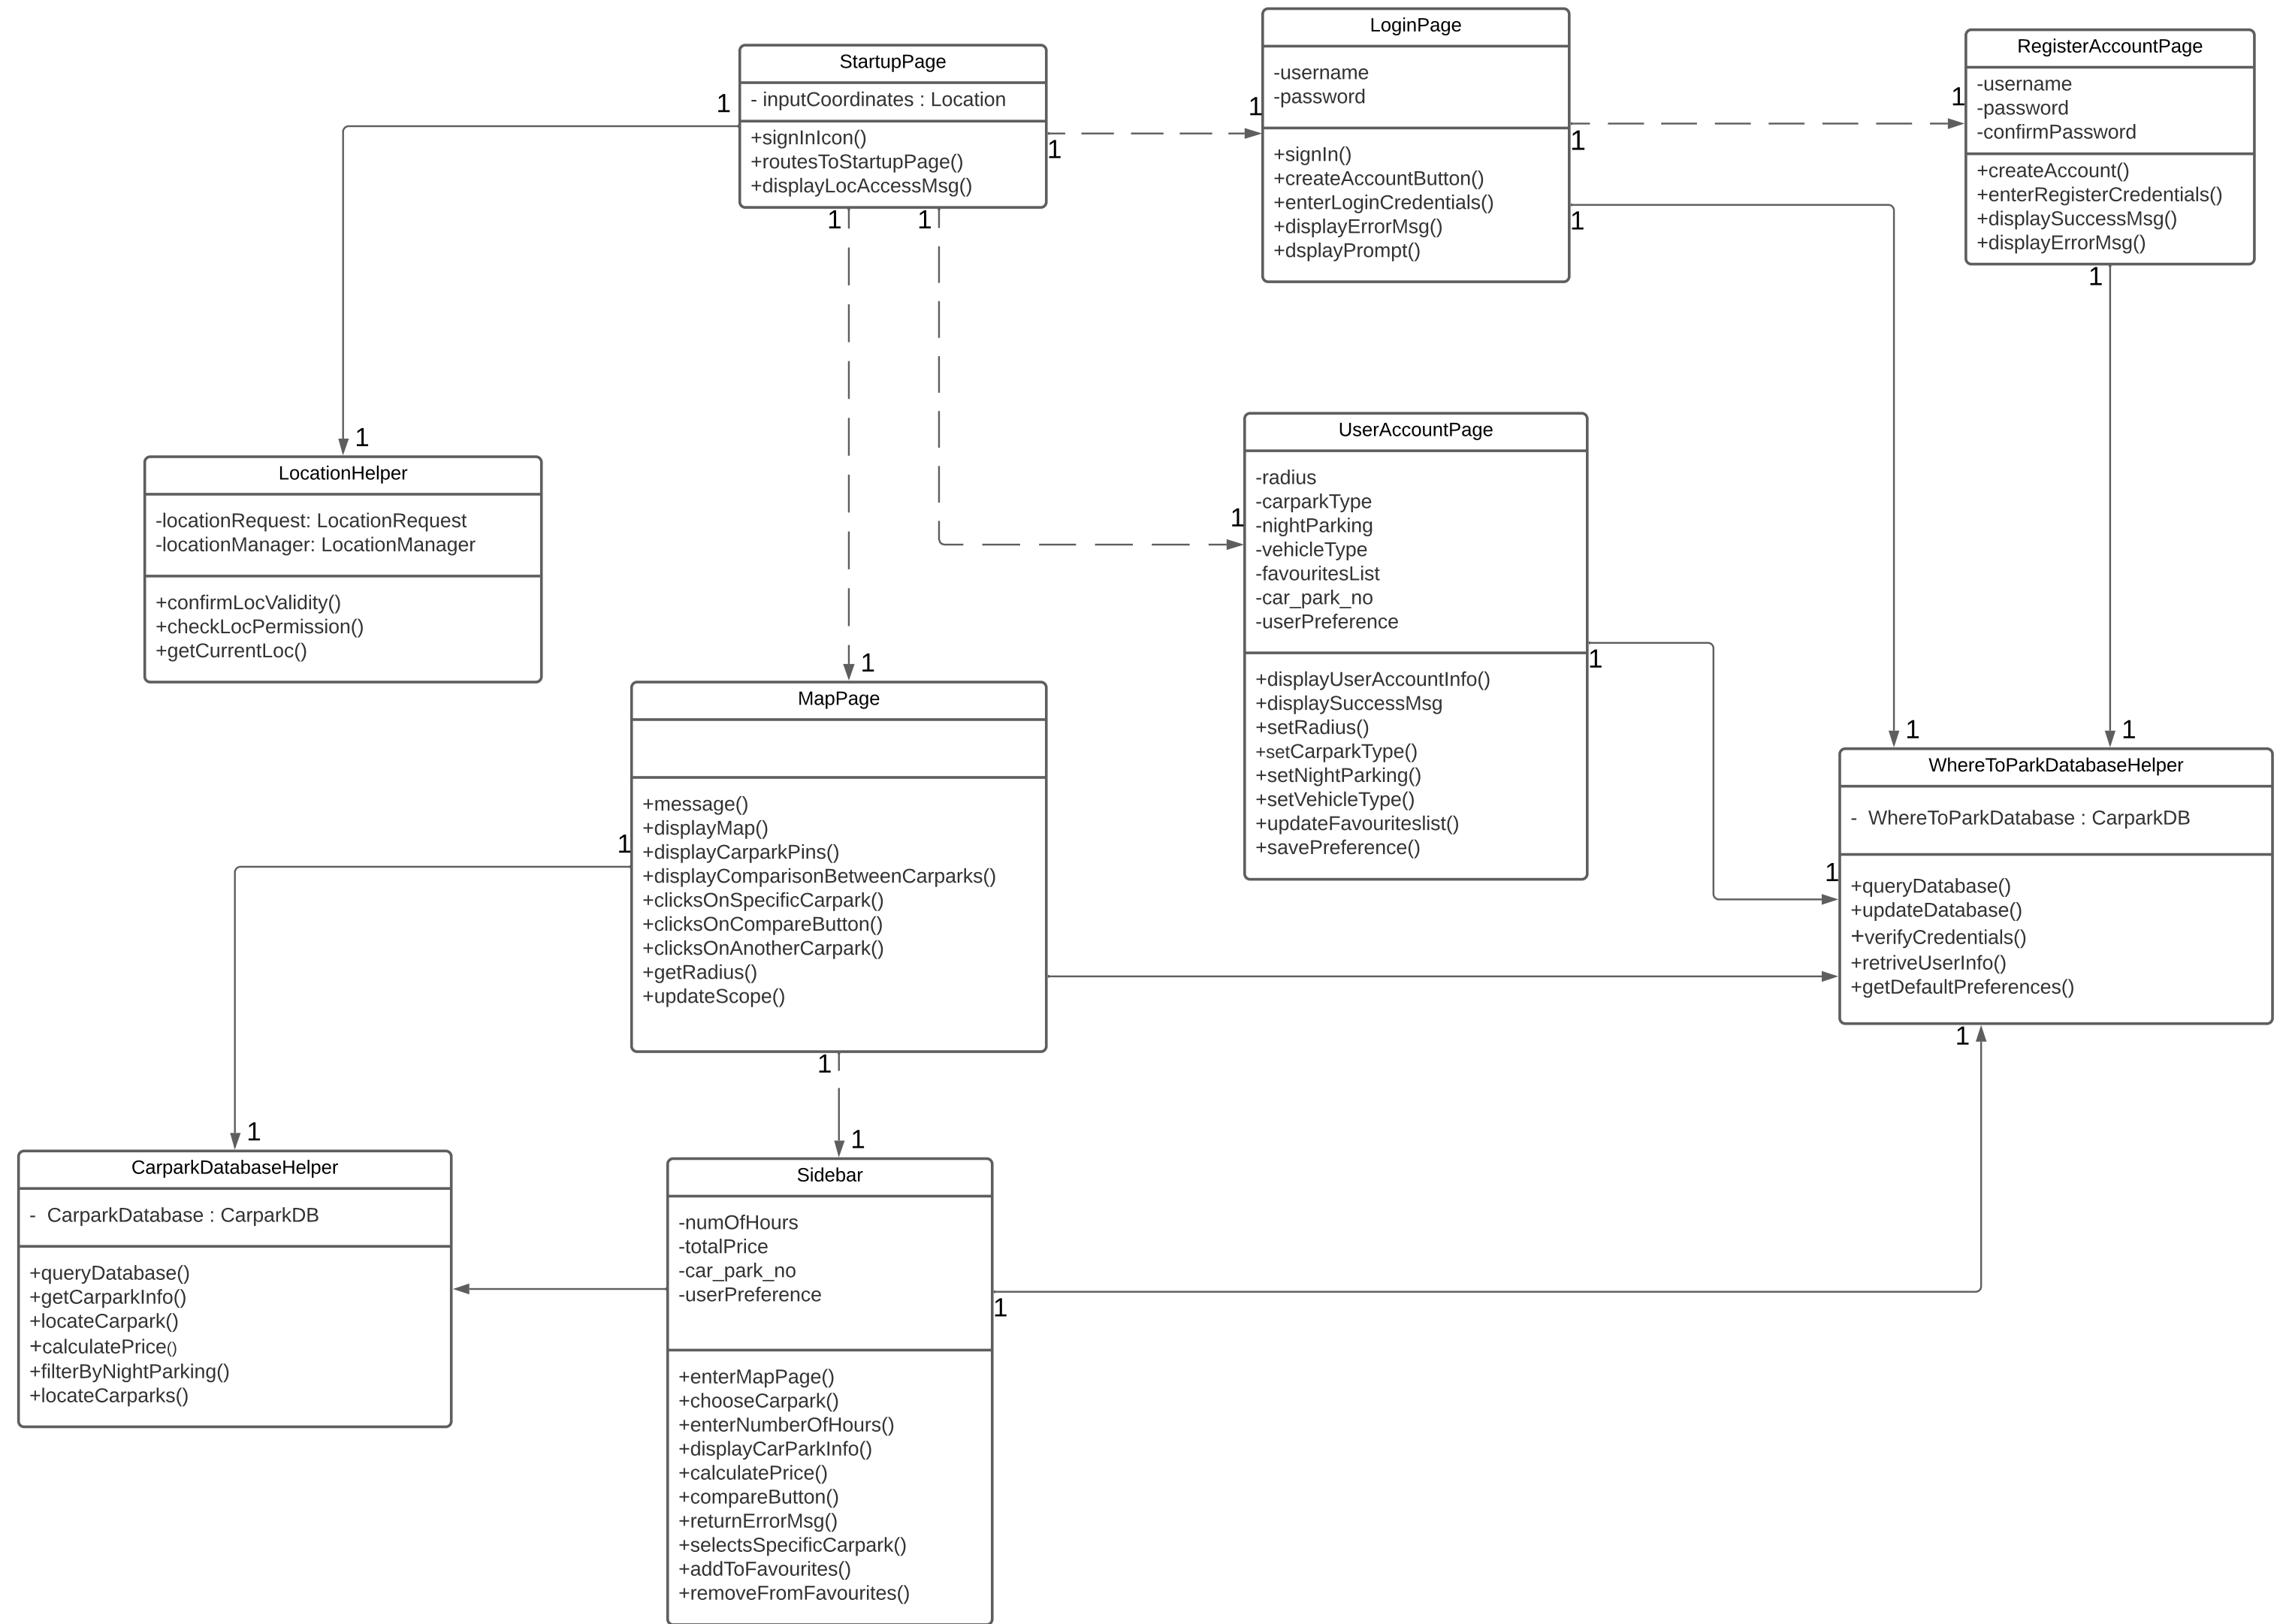 StartupPage
- inputCoordinates : Location
+signInIcon()
+routesToStartupPage()
+displayLocAccessMsg()
1
1
1
1
LoginPage
-username
-password
+signIn()
+createAccountButton()
+enterLoginCredentials()
+displayErrorMsg()
+dsplayPrompt()
1
1
1
RegisterAccountPage
-username
-password
-confirmPassword
+createAccount()
+enterRegisterCredentials()
+displaySuccessMsg()
+displayErrorMsg()
1
1
LocationHelper
-locationRequest: LocationRequest
-locationManager: LocationManager
+confirmLocValidity()
+checkLocPermission()
+getCurrentLoc()
1
UserAccountPage
-radius
-carparkType
-nightParking
-vehicleType
-favouritesList
-car_park_no
-userPreference
+displayUserAccountInfo()
+displaySuccessMsg
+setRadius()
+setCarparkType()
+setNightParking()
+setVehicleType()
+updateFavouriteslist()
+savePreference()
1
1
MapPage
+message()
+displayMap()
+displayCarparkPins()
+displayComparisonBetweenCarparks()
+clicksOnSpecificCarpark()
+clicksOnCompareButton()
+clicksOnAnotherCarpark()
+getRadius()
+updateScope()
1
1
1
WhereToParkDatabaseHelper
- WhereToParkDatabase : CarparkDB
+queryDatabase()
+updateDatabase()
+verifyCredentials()
+retriveUserInfo()
+getDefaultPreferences()
1
1
1
1
CarparkDatabaseHelper
- CarparkDatabase : CarparkDB
+queryDatabase()
+getCarparkInfo()
+locateCarpark()
+calculatePrice()
+filterByNightParking()
+locateCarparks()
1
Sidebar
-numOfHours
-totalPrice
-car_park_no
-userPreference
+enterMapPage()
+chooseCarpark()
+enterNumberOfHours()
+displayCarParkInfo()
+calculatePrice()
+compareButton()
+returnErrorMsg()
+selectsSpecificCarpark()
+addToFavourites()
+removeFromFavourites()
1
1